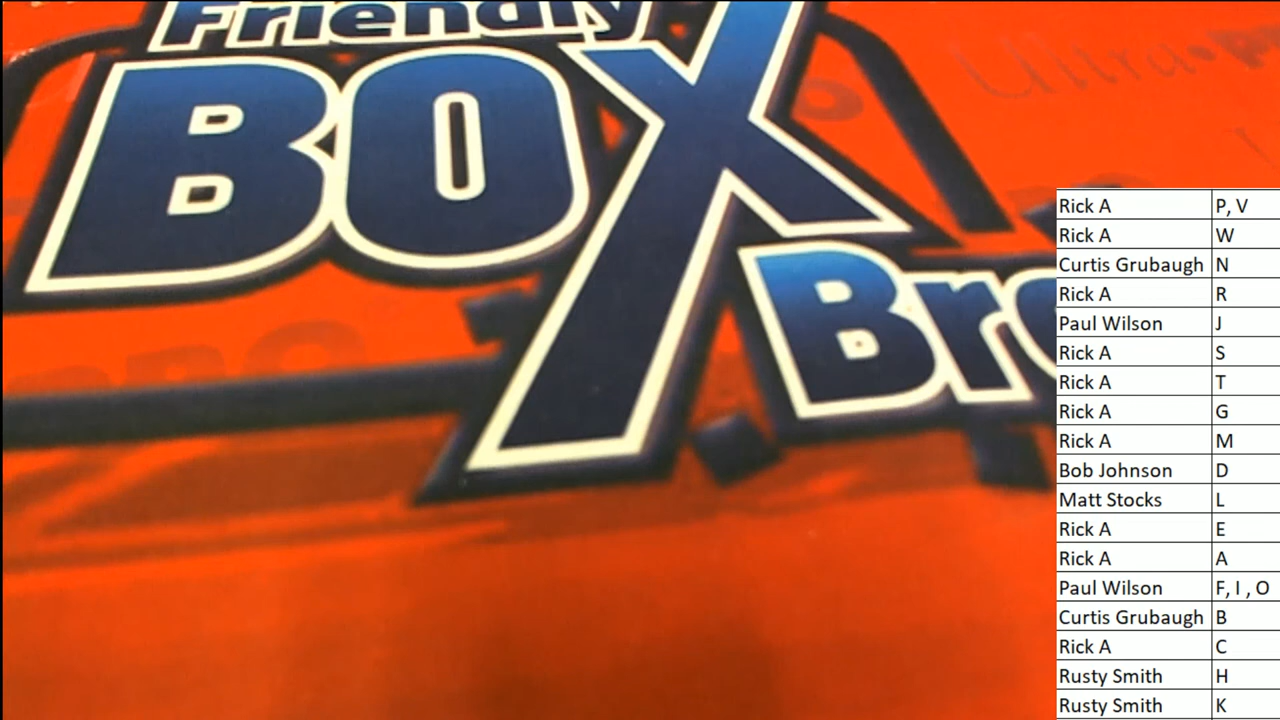 Friendly
BOX
Ultra
Rick A P, V
Rick A W
Curtis Grubaugh N
Rick A R
Paul Wilson J
Rick A S
Rick A T
Rick A G
Rick A M
Bob Johnson D
Matt Stocks L
Rick A E
Rick A A
Paul Wilson F, I , O
Curtis Grubaugh B
Rick A C
Rusty Smith H
Rusty Smith K